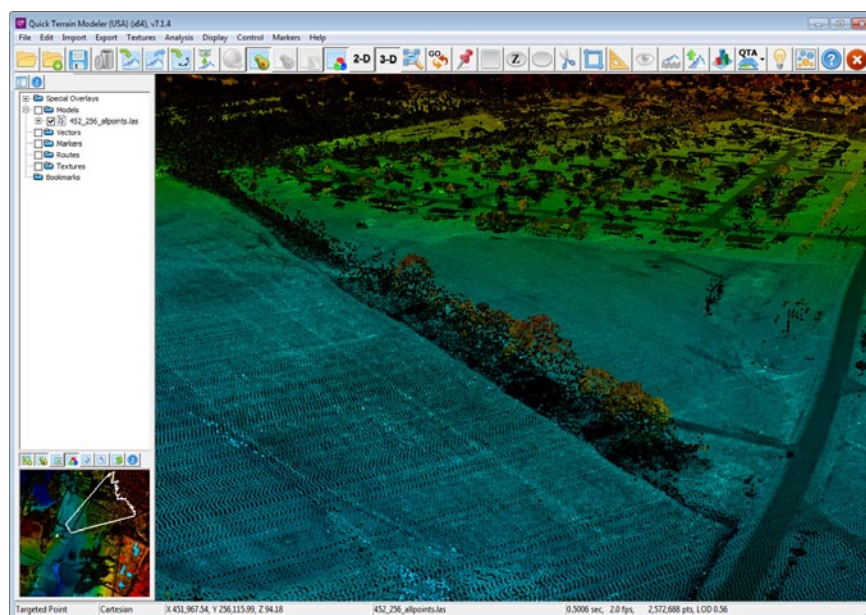 Quick Terrain Modeler (USA) (x64), v7.1.4
File Edit Import Export Textures Analysis Display Control Markers Help
2-D 3-D GO Z QTA ?
Special Overlays
Models
452_256_allpoints.las
Vectors
Markers
Routes
Textures
Bookmarks
Targeted Point Cartesian X 451,967.54, Y 256,115.99, Z 94.18 452_256_allpoints.las 0.5006 sec, 2.0 fps, 2,572,688 pts, LOD 0.56